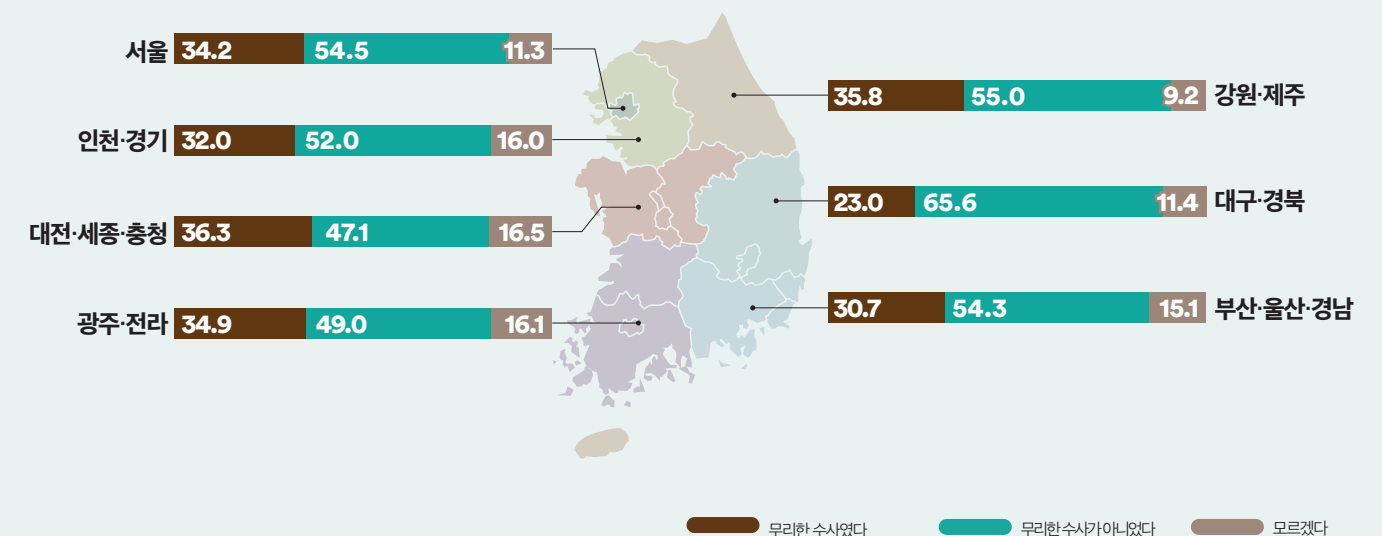 서울 34.2 54.5 11.3
인천·경기 32.0 52.0 16.0
대전·세종·충청 36.3 47.1 16.5
광주·전라 34.9 49.0 16.1
35.8 55.0 9.2 강원·제주
23.0 65.6 11.4 대구·경북
30.7 54.3 15.1 부산·울산·경남
무리한 수사였다 무리한 수사가 아니었다 모르겠다